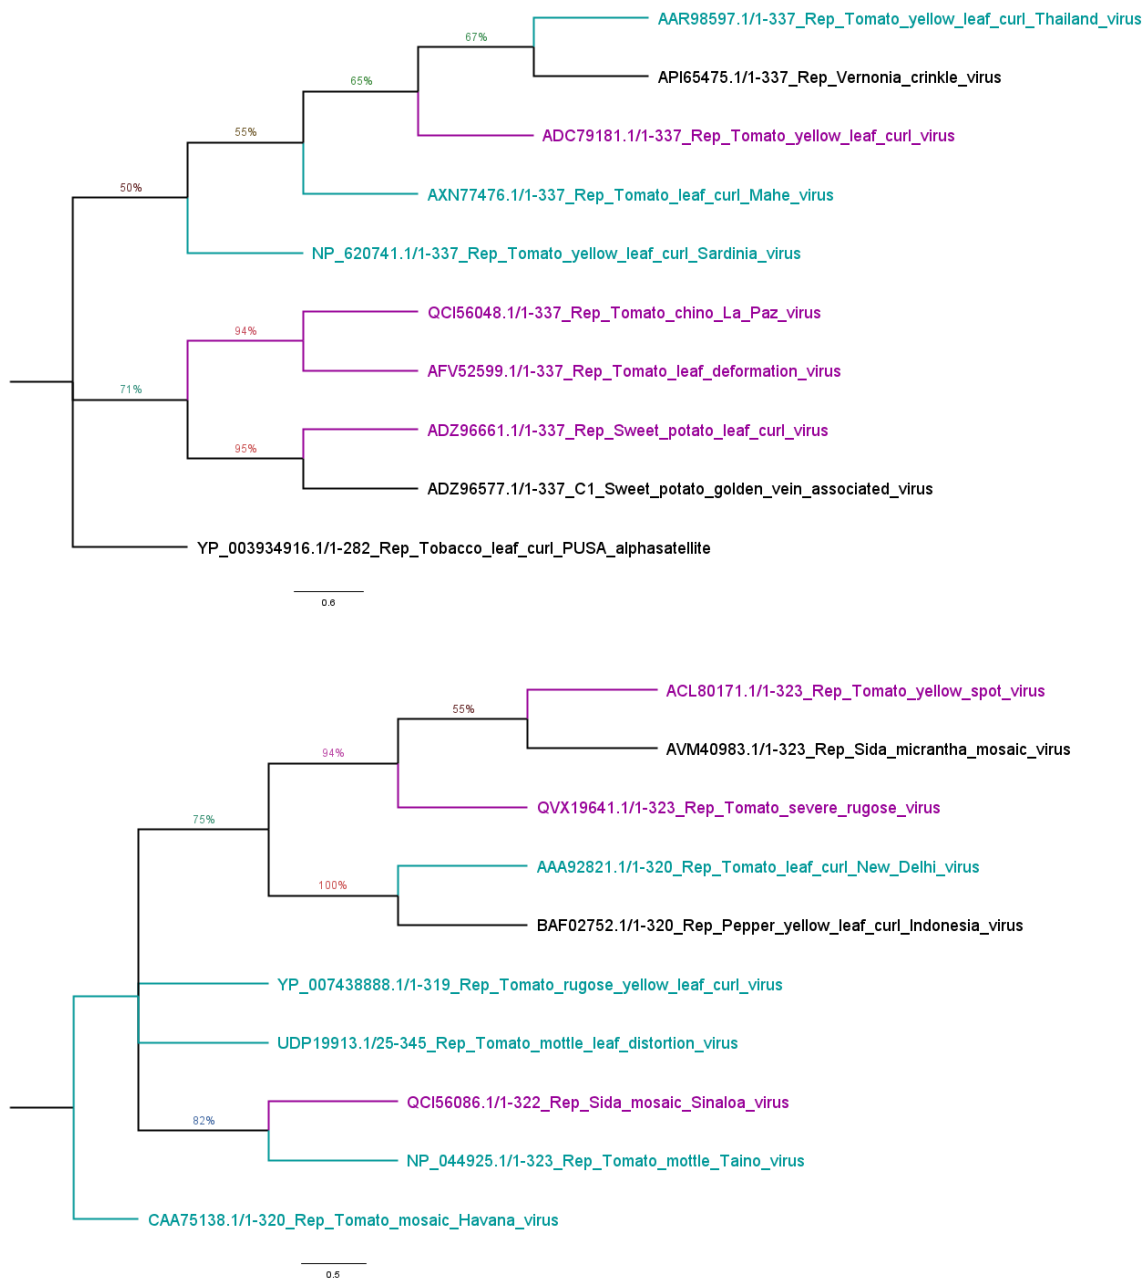 AAR98597.1/1-337_Rep_Tomato_yellow_leaf_curl_Thailand_virus
67%
API65475.1/1-337_Rep_Vernonia_crinkle_virus
65%
ADC79181.1/1-337_Rep_Tomato_yellow_leaf_curl_virus
55%
AXN77476.1/1-337_Rep_Tomato_leaf_curl_Mahe_virus
50%
NP_620741.1/1-337_Rep_Tomato_yellow_leaf_curl_Sardinia_virus
QCI56048.1/1-337_Rep_Tomato_chino_La_Paz_virus
94%
AFV52599.1/1-337_Rep_Tomato_leaf_deformation_virus
71%
ADZ96661.1/1-337_Rep_Sweet_potato_leaf_curl_virus
95%
ADZ96577.1/1-337_C1_Sweet_potato_golden_vein_associated_virus
YP_003934916.1/1-282_Rep_Tobacco_leaf_curl_PUSA_alphasatellite
0.6
ACL80171.1/1-323_Rep_Tomato_yellow_spot_virus
55%
AVM40983.1/1-323_Rep_Sida_micrantha_mosaic_virus
94%
QVX19641.1/1-323_Rep_Tomato_severe_rugose_virus
75%
AAA92821.1/1-320_Rep_Tomato_leaf_curl_New_Delhi_virus
100%
BAF02752.1/1-320_Rep_Pepper_yellow_leaf_curl_Indonesia_virus
YP_007438888.1/1-319_Rep_Tomato_rugose_yellow_leaf_curl_virus
UDP19913.1/25-345_Rep_Tomato_mottle_leaf_distortion_virus
QCI56086.1/1-322_Rep_Sida_mosaic_Sinaloa_virus
82%
NP_044925.1/1-323_Rep_Tomato_mottle_Taino_virus
CAA75138.1/1-320_Rep_Tomato_mosaic_Havana_virus
0.5